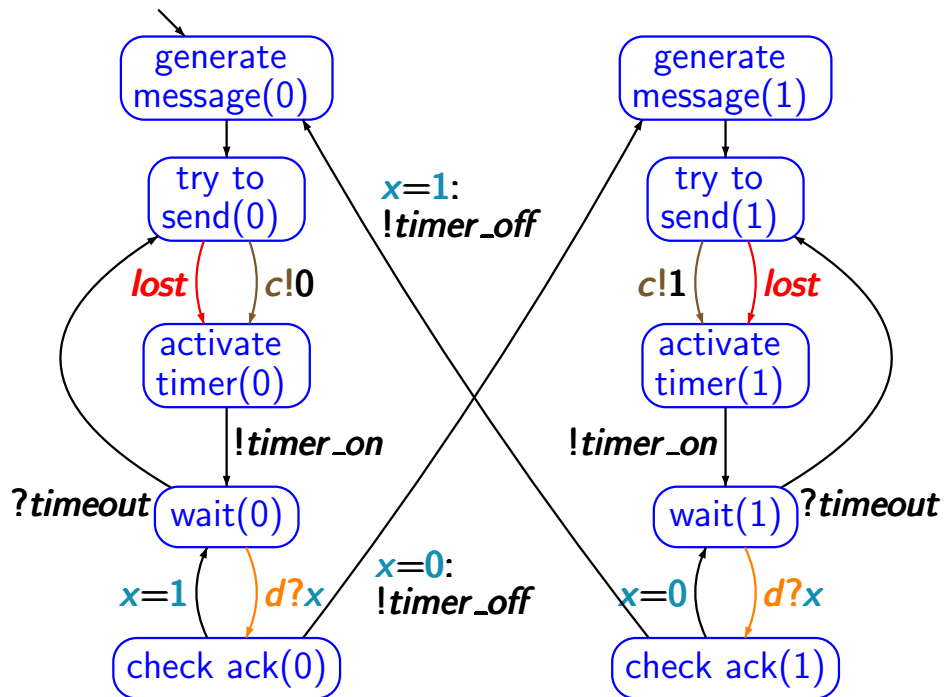 generate
message(0)
generate
message(1)
try to
send(0)
x=1:
!timer_off
try to
send(1)
lost
c!0
c!1
lost
activate
timer(0)
activate
timer(1)
!timer_on
!timer_on
?timeout
wait(0)
wait(1)
?timeout
x=1
d?x
x=0:
!timer_off
x=0
d?x
check ack(0)
check ack(1)